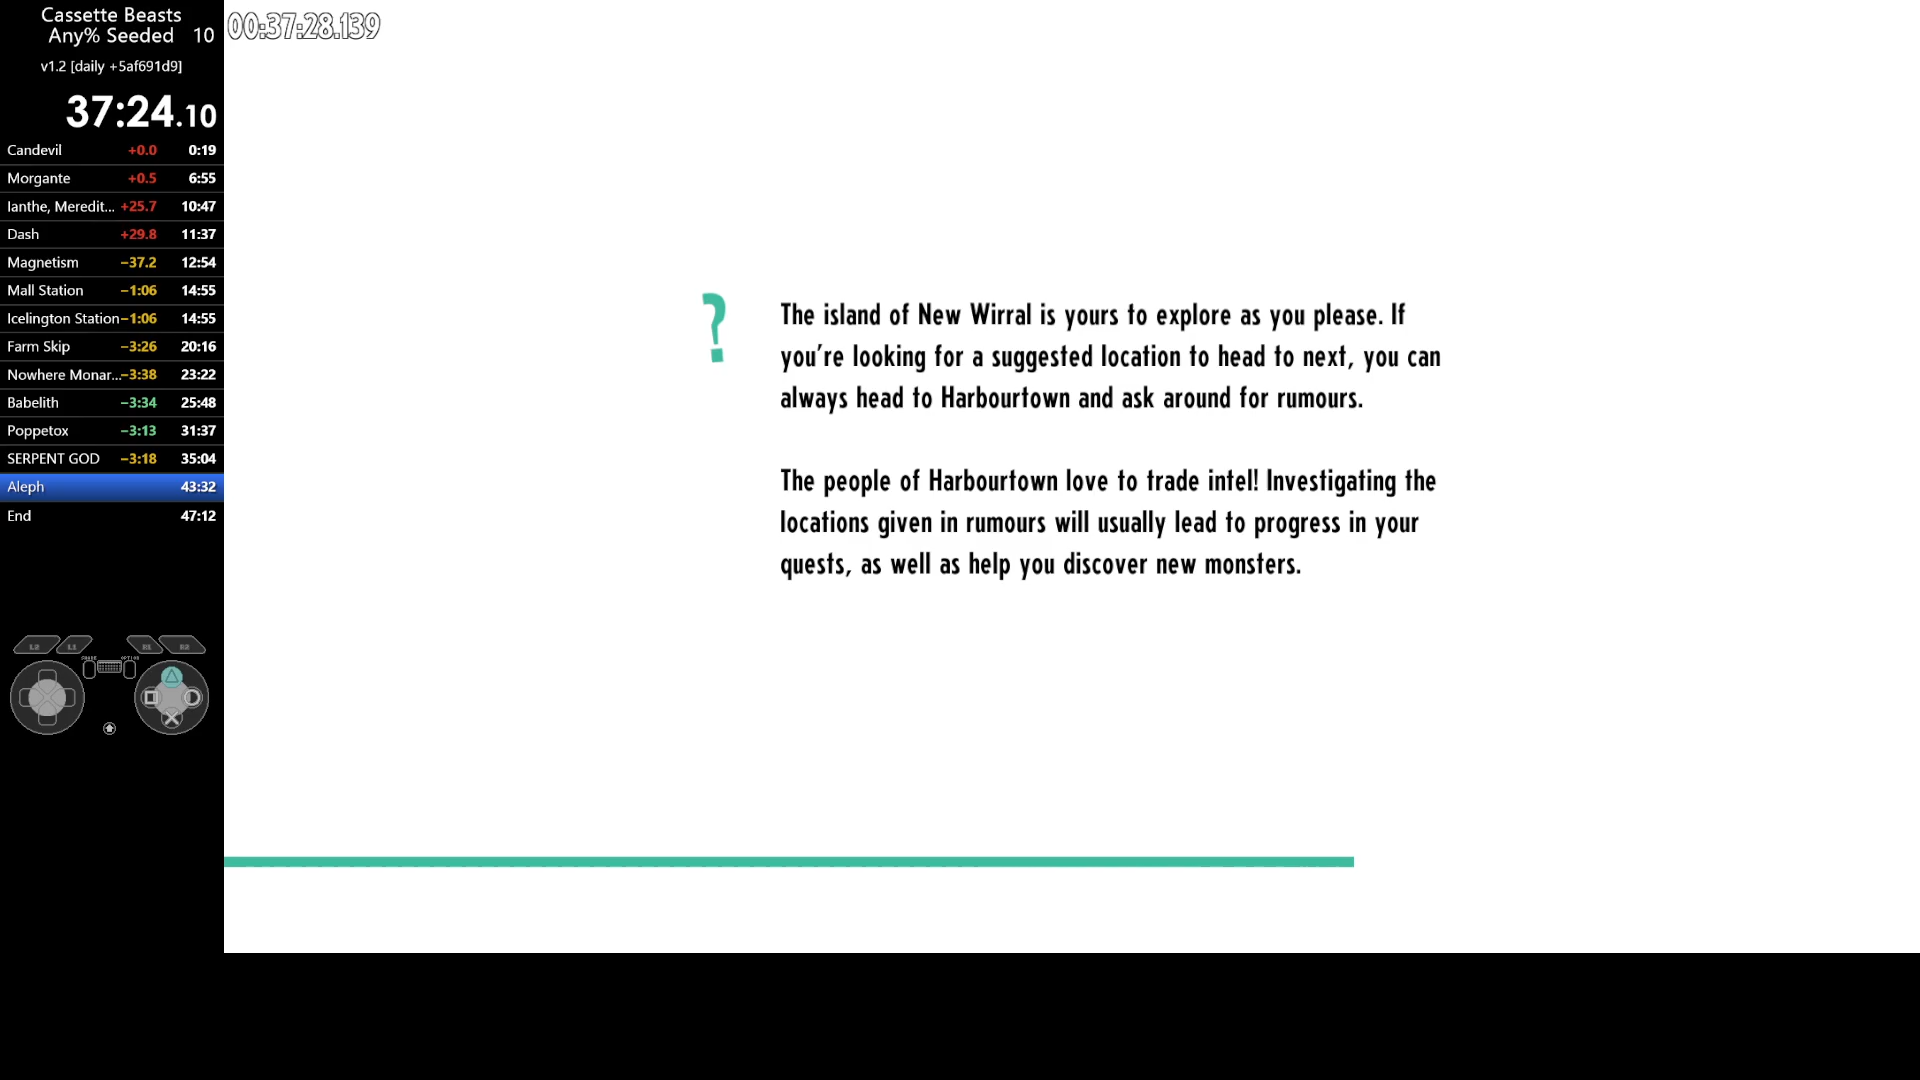 Cassette Beasts
Any% Seeded 10
v1.2 [daily +5af691d9]
37:24.10
Candevil +0.0 0:19
Morgante +0.5 6:55
Ianthe, Meredit... +25.7 10:47
Dash +29.8 11:37
Magnetism −37.2 12:54
Mall Station −1:06 14:55
Icelington Station −1:06 14:55
Farm Skip −3:26 20:16
Nowhere Monar... −3:38 23:22
Babelith −3:34 25:48
Poppetox −3:13 31:37
SERPENT GOD −3:18 35:04
Aleph 43:32
End 47:12
L2 L1 R1 R2
SHARE OPTIONS
00:37:28.139
?
The island of New Wirral is yours to explore as you please. If
you're looking for a suggested location to head to next, you can
always head to Harbourtown and ask around for rumours.
The people of Harbourtown love to trade intel! Investigating the
locations given in rumours will usually lead to progress in your
quests, as well as help you discover new monsters.